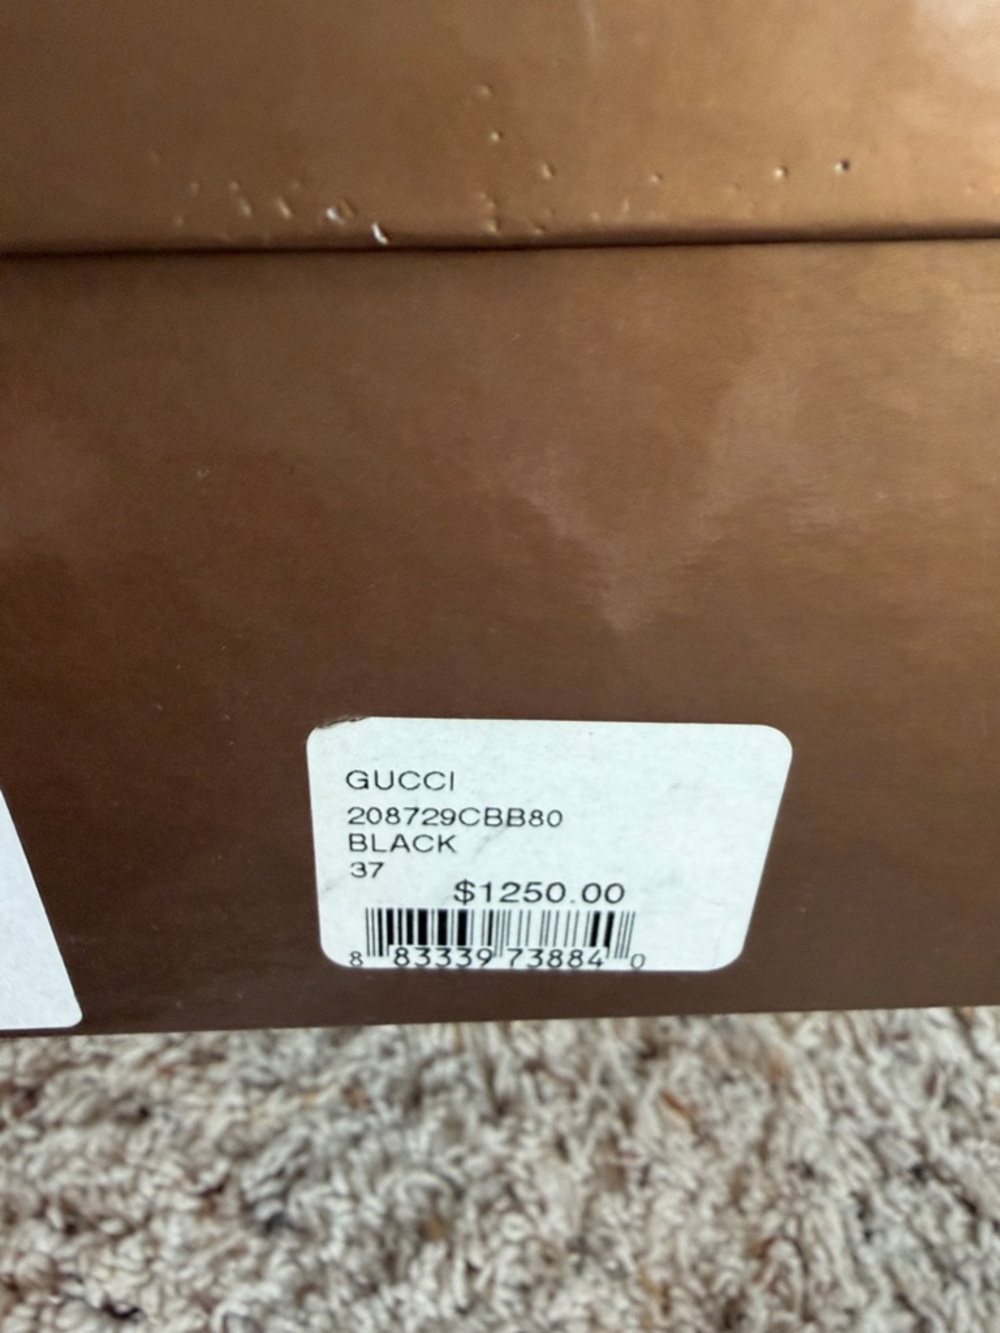 GUCCI
208729CBB80
BLACK
37
$1250.00
8 83339 73884 0